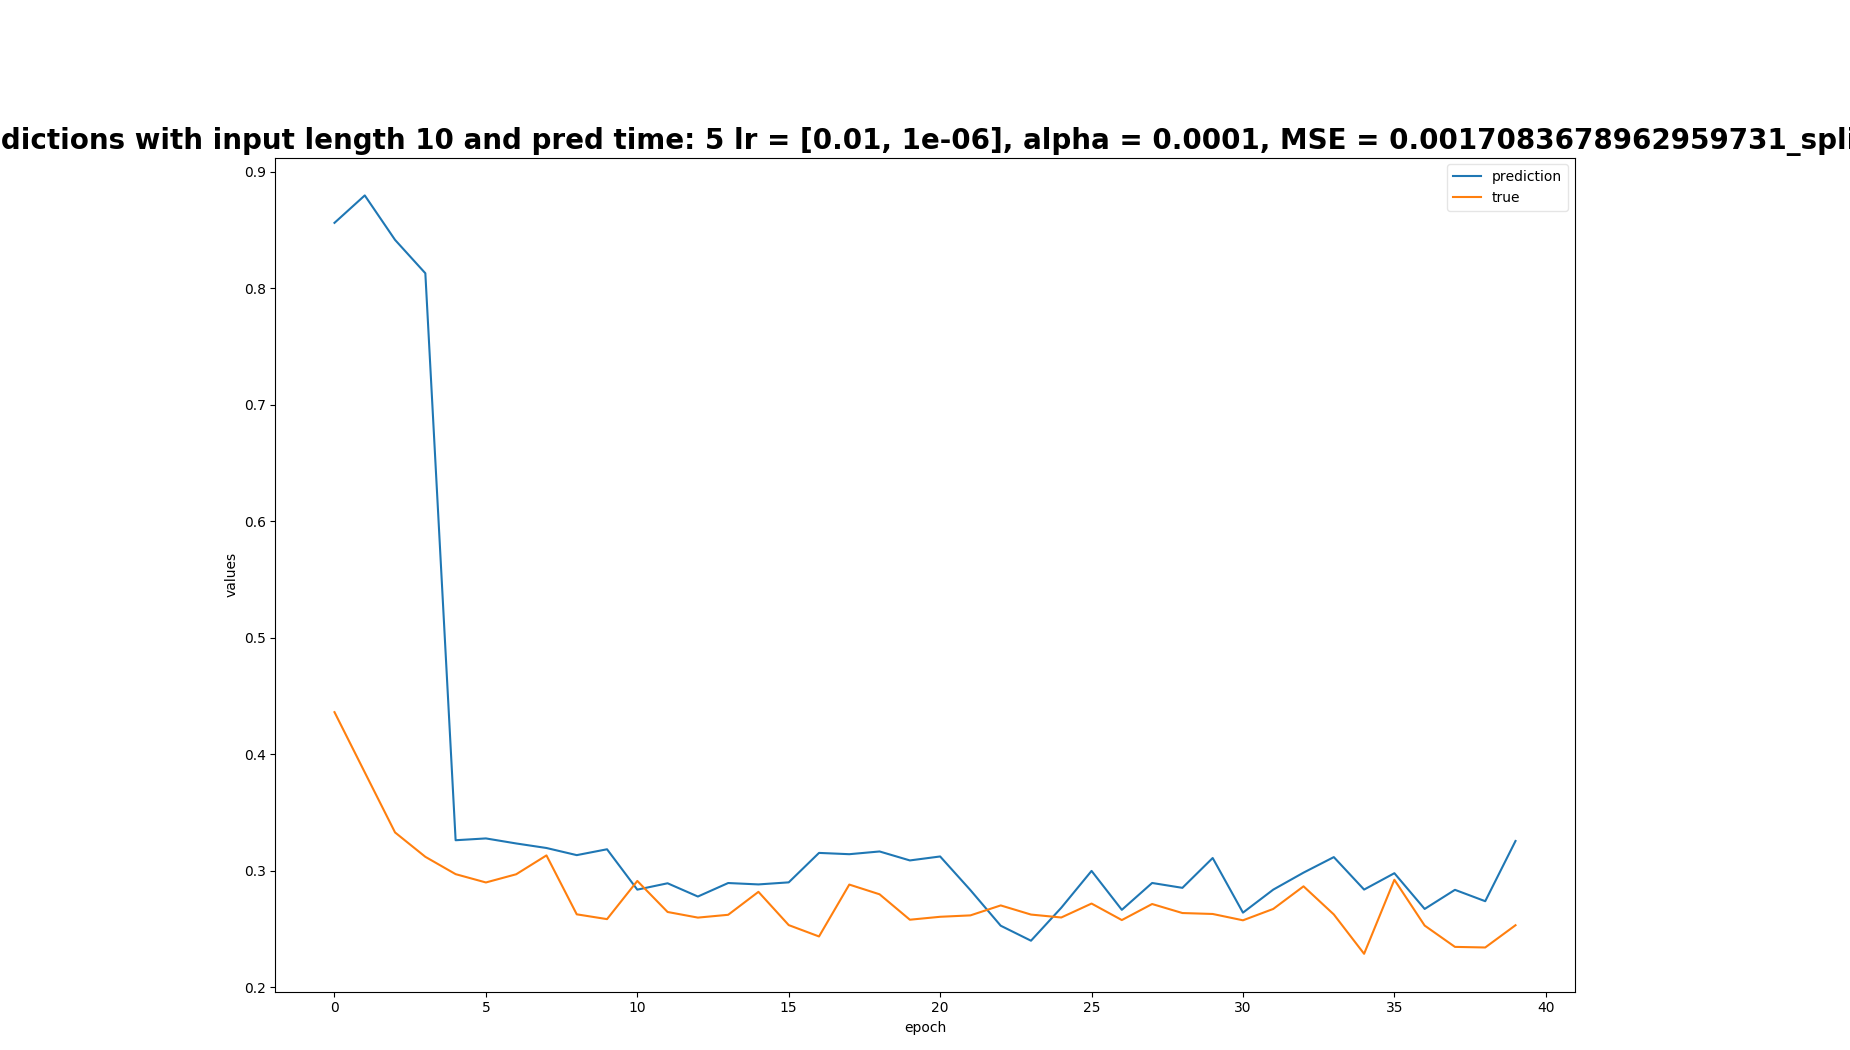 dictions with input length 10 and pred time: 5 lr = [0.01, 1e-06], alpha = 0.0001, MSE = 0.0017083678962959731_spli
prediction
true
0.9
0.8
0.7
0.6
0.5
0.4
0.3
0.2
values
0 5 10 15 20 25 30 35 40
epoch